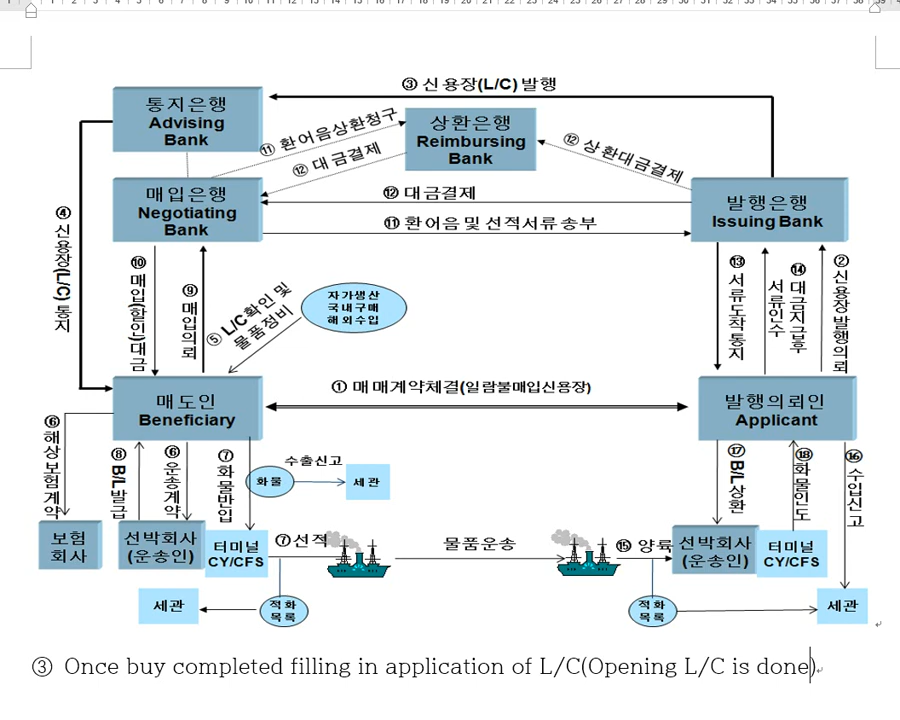 ③ 신용장(L/C) 발행
통지은행
Advising
Bank
상환은행
Reimbursing
Bank
⑪ 환어음상환청구
⑫ 대금결제
⑫ 상환대금결제
매입은행
Negotiating
Bank
⑫ 대금결제
⑪ 환어음 및 선적서류 송부
발행은행
Issuing Bank
④ 신용장(L/C) 통지
⑩ 매입(할인)대금
⑨ 매입의뢰
⑤ L/C확인 및
물품정비
자가생산
국내구매
해외수입
⑬ 서류도착통지
⑭ 대금지급후
서류인수
② 신용장발행의뢰
① 매매계약체결(일람불매입신용장)
매도인
Beneficiary
발행의뢰인
Applicant
⑥ 해상보험계약
⑧ B/L발급
⑥ 운송계약
⑦ 화물반입
수출신고
화물
세관
⑰ B/L상환
⑱ 화물인도
⑯ 수입신고
보험
회사
선박회사
(운송인)
터미널
CY/CFS
⑦선적
물품운송
⑮ 양륙
선박회사
(운송인)
터미널
CY/CFS
세관
적화
목록
적화
목록
세관
③ Once buy completed filling in application of L/C(Opening L/C is done).